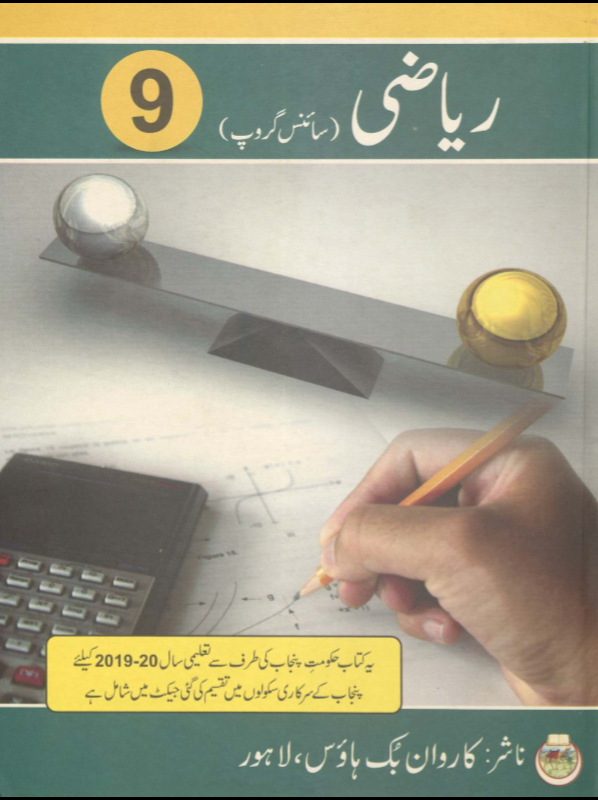 ریاضی (سائنس گروپ) 9
یہ کتاب حکومتِ پنجاب کی طرف سے تعلیمی سال 20-2019 کیلئے
پنجاب کے سرکاری سکولوں میں تقسیم کی گئی جیکٹ میں شامل ہے
ناشر: کاروان بُک ہاؤس، لاہور